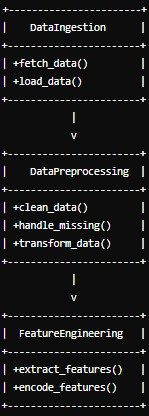 +-----------------------+
|    DataIngestion      |
+-----------------------+
| +fetch_data()         |
| +load_data()          |
+-----------------------+
           |
           v
+-----------------------+
|    DataPreprocessing  |
+-----------------------+
| +clean_data()         |
| +handle_missing()     |
| +transform_data()     |
+-----------------------+
           |
           v
+-----------------------+
|  FeatureEngineering   |
+-----------------------+
| +extract_features()   |
| +encode_features()    |
+-----------------------+